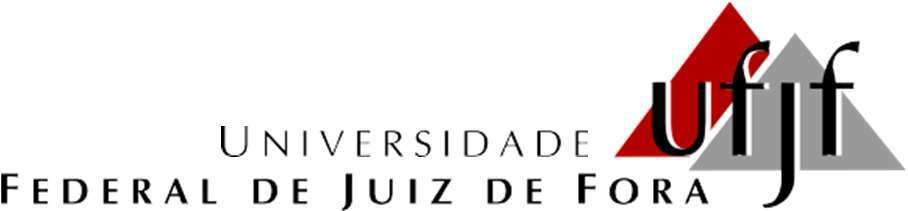 ufjf
UNIVERSIDADE
FEDERAL DE JUIZ DE FORA